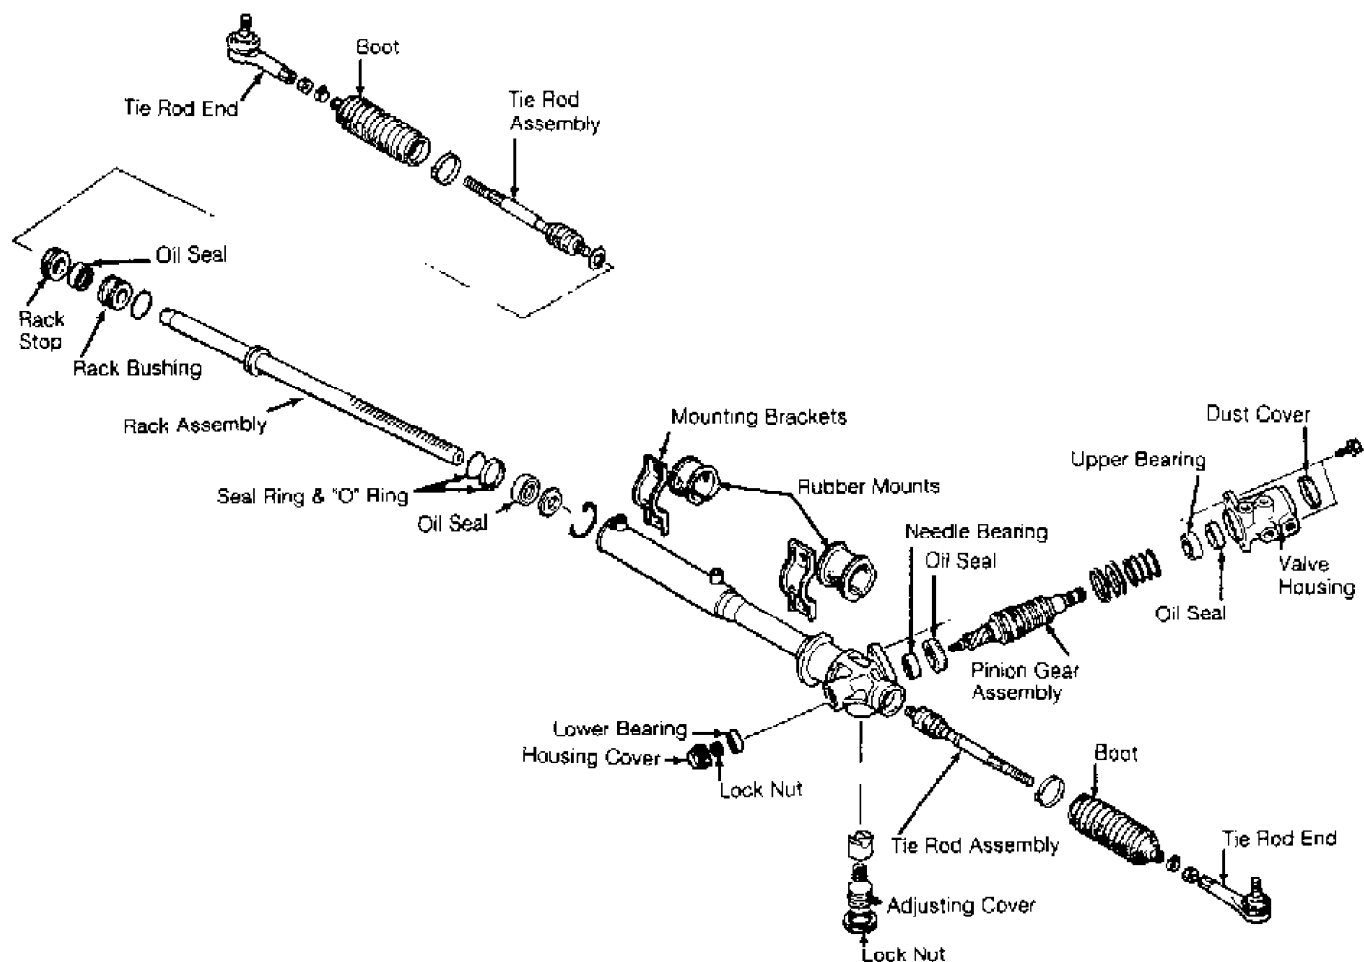 Boot
Tie Rod End
Tie Rod
Assembly
Oil Seal
Rack
Stop
Rack Bushing
Rack Assembly
Mounting Brackets
Dust Cover
Upper Bearing
Seal Ring & "O" Ring
Rubber Mounts
Oil Seal
Needle Bearing
Oil Seal
Valve
Housing
Oil Seal
Pinion Gear
Assembly
Lower Bearing
Housing Cover
Lock Nut
Boot
Tie Rod Assembly
Tie Rod End
Adjusting Cover
Lock Nut